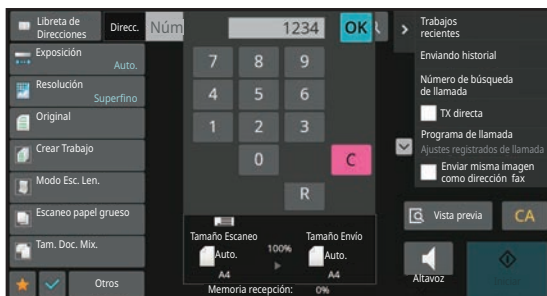 Libreta de
Direcciones
Direcc.
Núm
1234
OK
Trabajos
recientes
Exposición
Auto.
Enviando historial
Resolución
Superfino
Número de búsqueda
de llamada
Original
TX directa
Crear Trabajo
Programa de llamada
Ajustes registrados de llamada
Modo Esc. Len.
Enviar misma imagen
como dirección fax
Escaneo papel grueso
Tam. Doc. Mix.
Otros
7 8 9
4 5 6
1 2 3
0 C
R
Tamaño Escaneo
Auto.
A4
100%
Tamaño Envío
Auto.
A4
Memoria recepción: 0%
Vista previa
CA
Altavoz